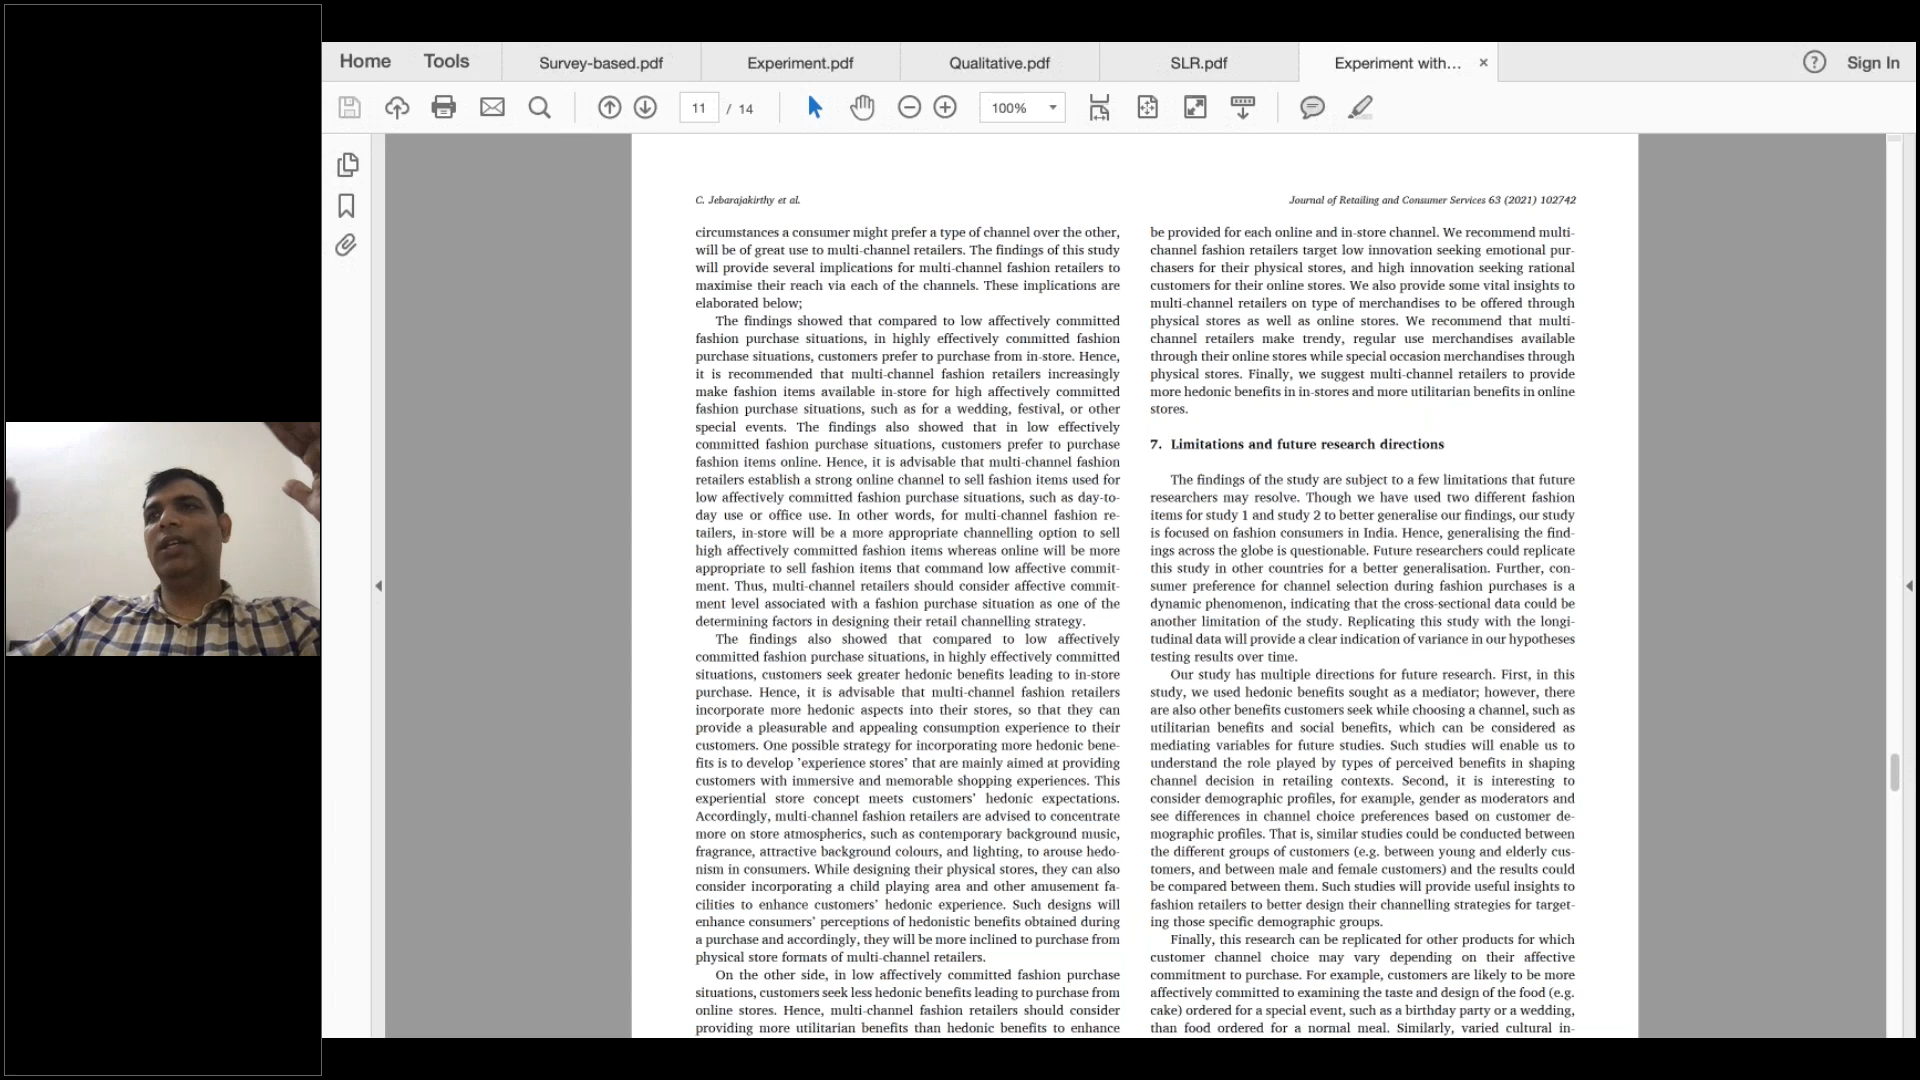 Home Tools Survey-based.pdf Experiment.pdf Qualitative.pdf SLR.pdf Experiment with... × ? Sign In
11 / 14 100%
C. Jebarajakirthy et al.
Journal of Retailing and Consumer Services 63 (2021) 102742
circumstances a consumer might prefer a type of channel over the other,
will be of great use to multi-channel retailers. The findings of this study
will provide several implications for multi-channel fashion retailers to
maximise their reach via each of the channels. These implications are
elaborated below;
The findings showed that compared to low affectively committed
fashion purchase situations, in highly effectively committed fashion
purchase situations, customers prefer to purchase from in-store. Hence,
it is recommended that multi-channel fashion retailers increasingly
make fashion items available in-store for high affectively committed
fashion purchase situations, such as for a wedding, festival, or other
special events. The findings also showed that in low effectively
committed fashion purchase situations, customers prefer to purchase
fashion items online. Hence, it is advisable that multi-channel fashion
retailers establish a strong online channel to sell fashion items used for
low affectively committed fashion purchase situations, such as day-to-
day use or office use. In other words, for multi-channel fashion re-
tailers, in-store will be a more appropriate channelling option to sell
high affectively committed fashion items whereas online will be more
appropriate to sell fashion items that command low affective commit-
ment. Thus, multi-channel retailers should consider affective commit-
ment level associated with a fashion purchase situation as one of the
determining factors in designing their retail channelling strategy.
The findings also showed that compared to low affectively
committed fashion purchase situations, in highly effectively committed
situations, customers seek greater hedonic benefits leading to in-store
purchase. Hence, it is advisable that multi-channel fashion retailers
incorporate more hedonic aspects into their stores, so that they can
provide a pleasurable and appealing consumption experience to their
customers. One possible strategy for incorporating more hedonic bene-
fits is to develop 'experience stores' that are mainly aimed at providing
customers with immersive and memorable shopping experiences. This
experiential store concept meets customers' hedonic expectations.
Accordingly, multi-channel fashion retailers are advised to concentrate
more on store atmospherics, such as contemporary background music,
fragrance, attractive background colours, and lighting, to arouse hedo-
nism in consumers. While designing their physical stores, they can also
consider incorporating a child playing area and other amusement fa-
cilities to enhance customers' hedonic experience. Such designs will
enhance consumers' perceptions of hedonistic benefits obtained during
a purchase and accordingly, they will be more inclined to purchase from
physical store formats of multi-channel retailers.
On the other side, in low affectively committed fashion purchase
situations, customers seek less hedonic benefits leading to purchase from
online stores. Hence, multi-channel fashion retailers should consider
providing more utilitarian benefits than hedonic benefits to enhance
be provided for each online and in-store channel. We recommend multi-
channel fashion retailers target low innovation seeking emotional pur-
chasers for their physical stores, and high innovation seeking rational
customers for their online stores. We also provide some vital insights to
multi-channel retailers on type of merchandises to be offered through
physical stores as well as online stores. We recommend that multi-
channel retailers make trendy, regular use merchandises available
through their online stores while special occasion merchandises through
physical stores. Finally, we suggest multi-channel retailers to provide
more hedonic benefits in in-stores and more utilitarian benefits in online
stores.
7. Limitations and future research directions
The findings of the study are subject to a few limitations that future
researchers may resolve. Though we have used two different fashion
items for study 1 and study 2 to better generalise our findings, our study
is focused on fashion consumers in India. Hence, generalising the find-
ings across the globe is questionable. Future researchers could replicate
this study in other countries for a better generalisation. Further, con-
sumer preference for channel selection during fashion purchases is a
dynamic phenomenon, indicating that the cross-sectional data could be
another limitation of the study. Replicating this study with the longi-
tudinal data will provide a clear indication of variance in our hypotheses
testing results over time.
Our study has multiple directions for future research. First, in this
study, we used hedonic benefits sought as a mediator; however, there
are also other benefits customers seek while choosing a channel, such as
utilitarian benefits and social benefits, which can be considered as
mediating variables for future studies. Such studies will enable us to
understand the role played by types of perceived benefits in shaping
channel decision in retailing contexts. Second, it is interesting to
consider demographic profiles, for example, gender as moderators and
see differences in channel choice preferences based on customer de-
mographic profiles. That is, similar studies could be conducted between
the different groups of customers (e.g. between young and elderly cus-
tomers, and between male and female customers) and the results could
be compared between them. Such studies will provide useful insights to
fashion retailers to better design their channelling strategies for target-
ing those specific demographic groups.
Finally, this research can be replicated for other products for which
customer channel choice may vary depending on their affective
commitment to purchase. For example, customers are likely to be more
affectively committed to examining the taste and design of the food (e.g.
cake) ordered for a special event, such as a birthday party or a wedding,
than food ordered for a normal meal. Similarly, varied cultural in-